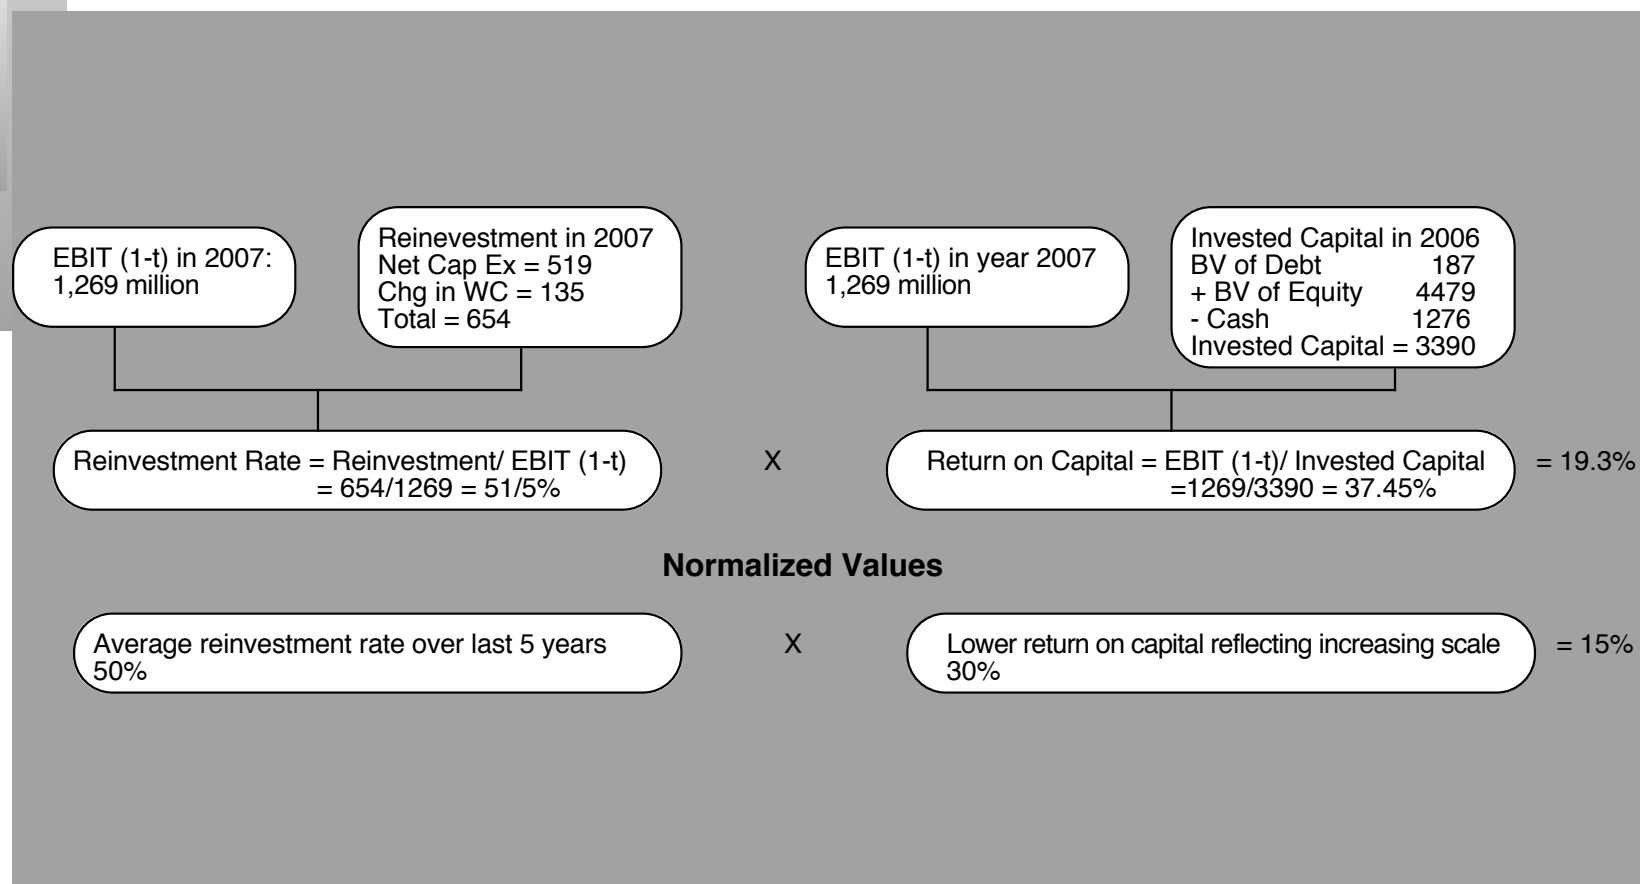 EBIT (1-t) in 2007:
1,269 million
Reinevestment in 2007
Net Cap Ex = 519
Chg in WC = 135
Total = 654
EBIT (1-t) in year 2007
1,269 million
Invested Capital in 2006
BV of Debt 187
+ BV of Equity 4479
- Cash 1276
Invested Capital = 3390
Reinvestment Rate = Reinvestment/ EBIT (1-t)
= 654/1269 = 51/5%
X
Return on Capital = EBIT (1-t)/ Invested Capital
=1269/3390 = 37.45%
= 19.3%
Normalized Values
Average reinvestment rate over last 5 years
50%
X
Lower return on capital reflecting increasing scale
30%
= 15%